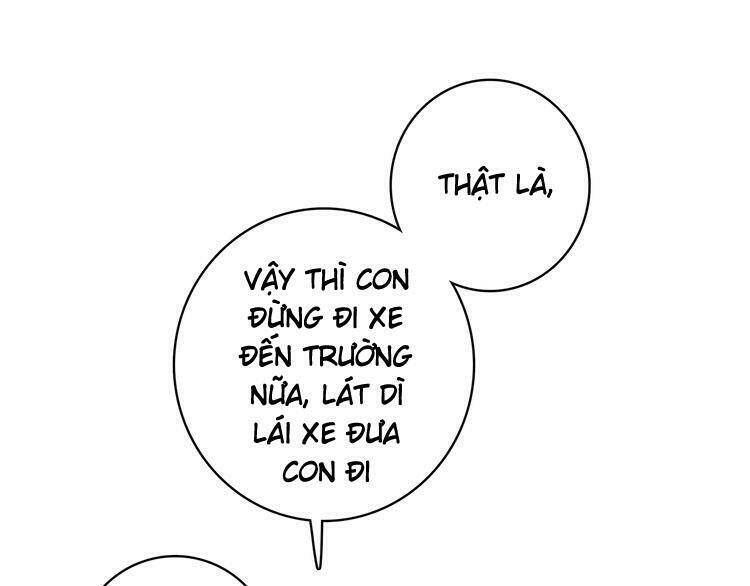 THẬT LÀ,
VẬY THÌ CON
ĐỪNG ĐI XE
ĐẾN TRƯỜNG
NỮA, LÁT DÌ
LÁI XE ĐƯA
CON ĐI